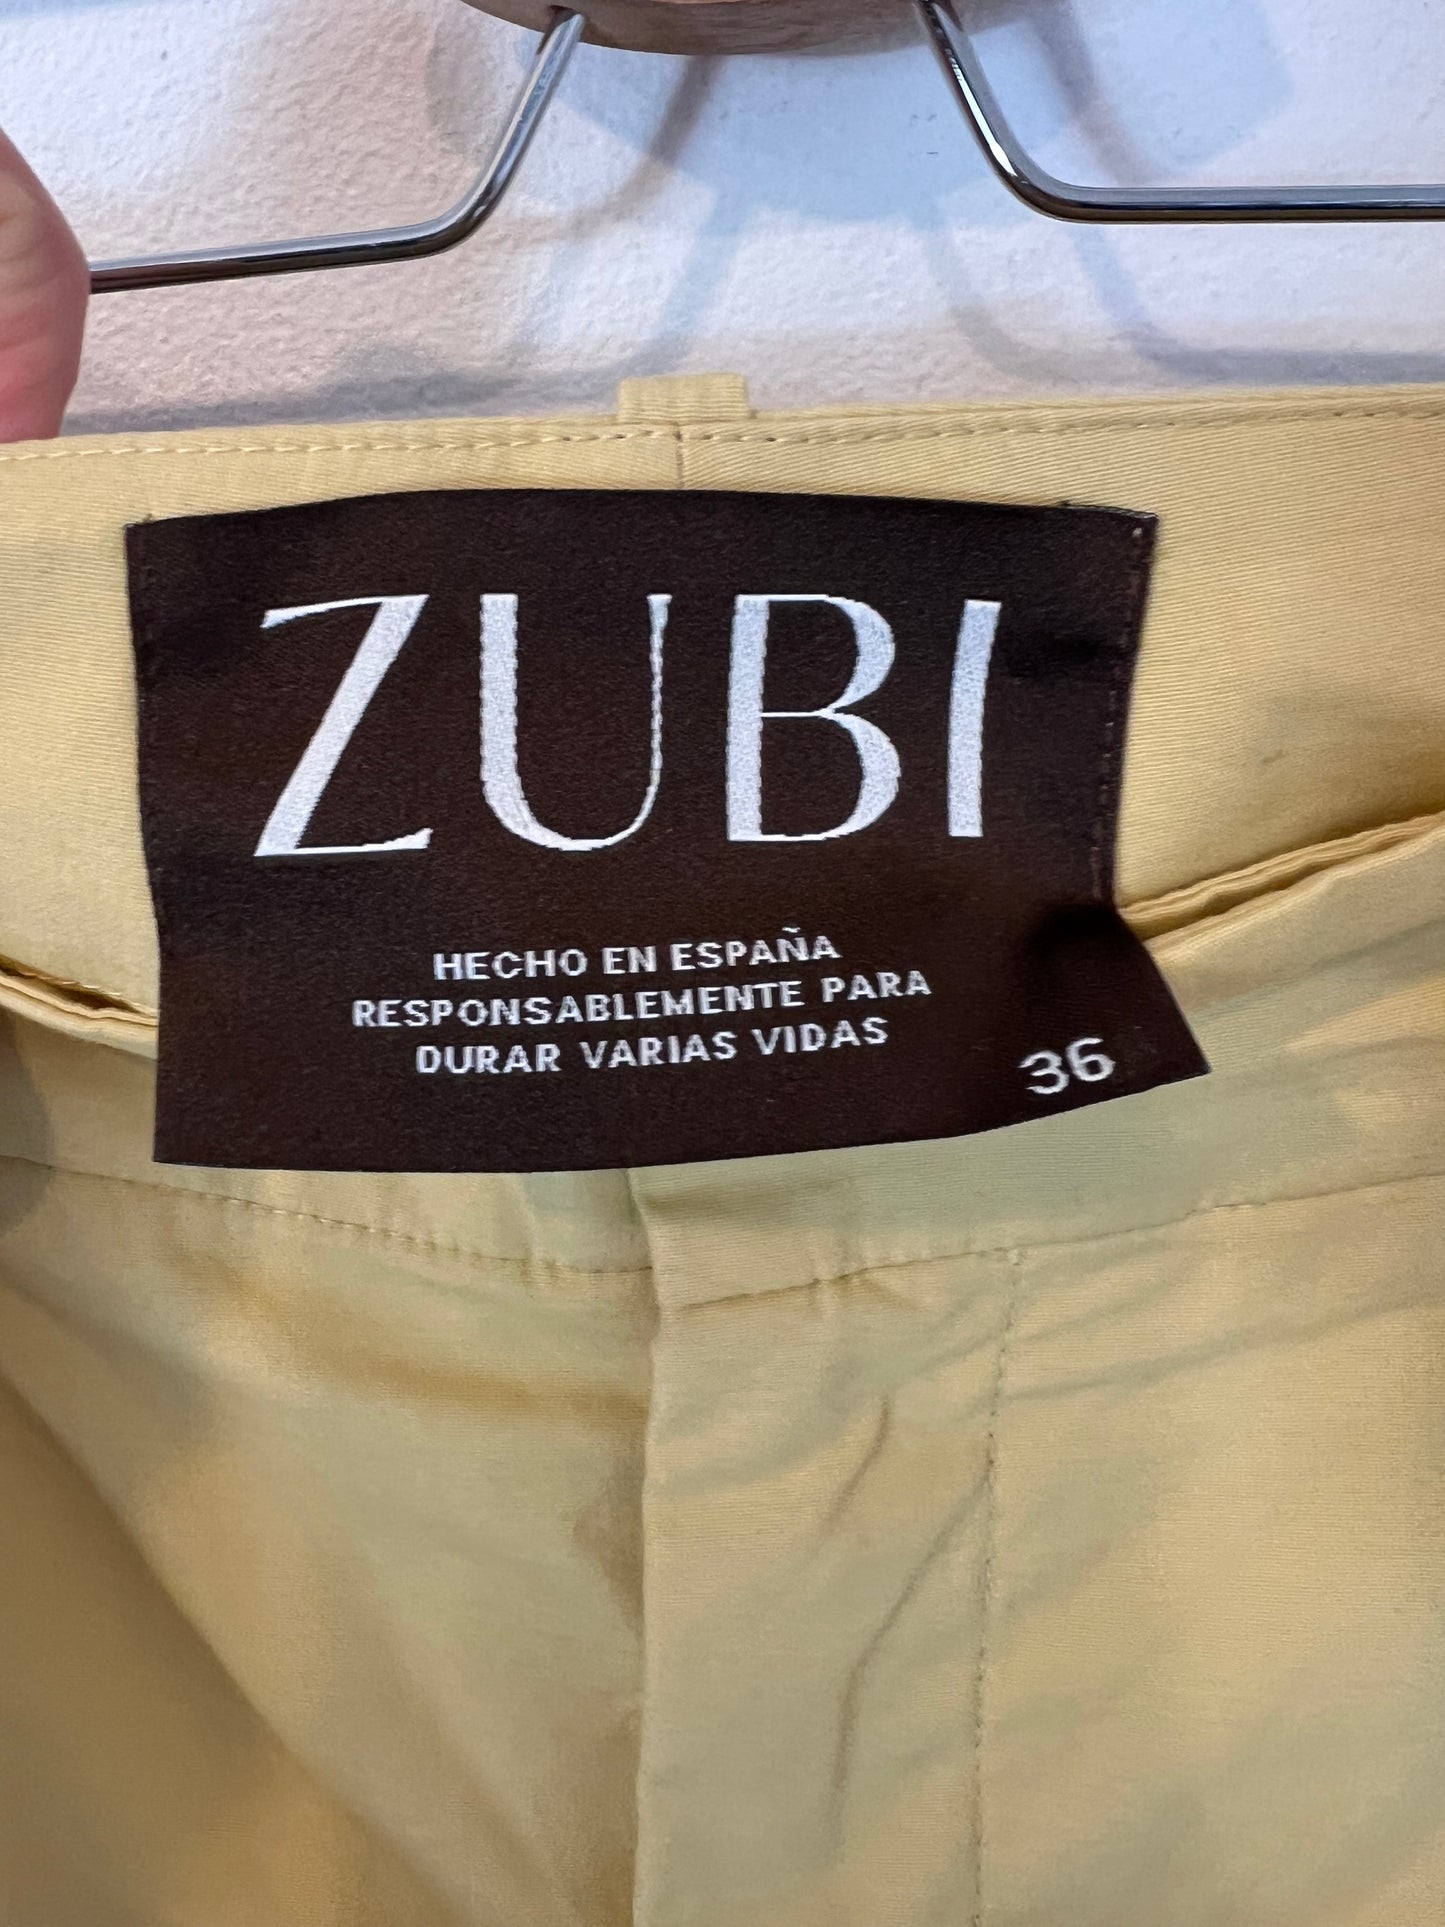 ZUBI
HECHO EN ESPAÑA
RESPONSABLEMENTE PARA
DURAR VARIAS VIDAS
36